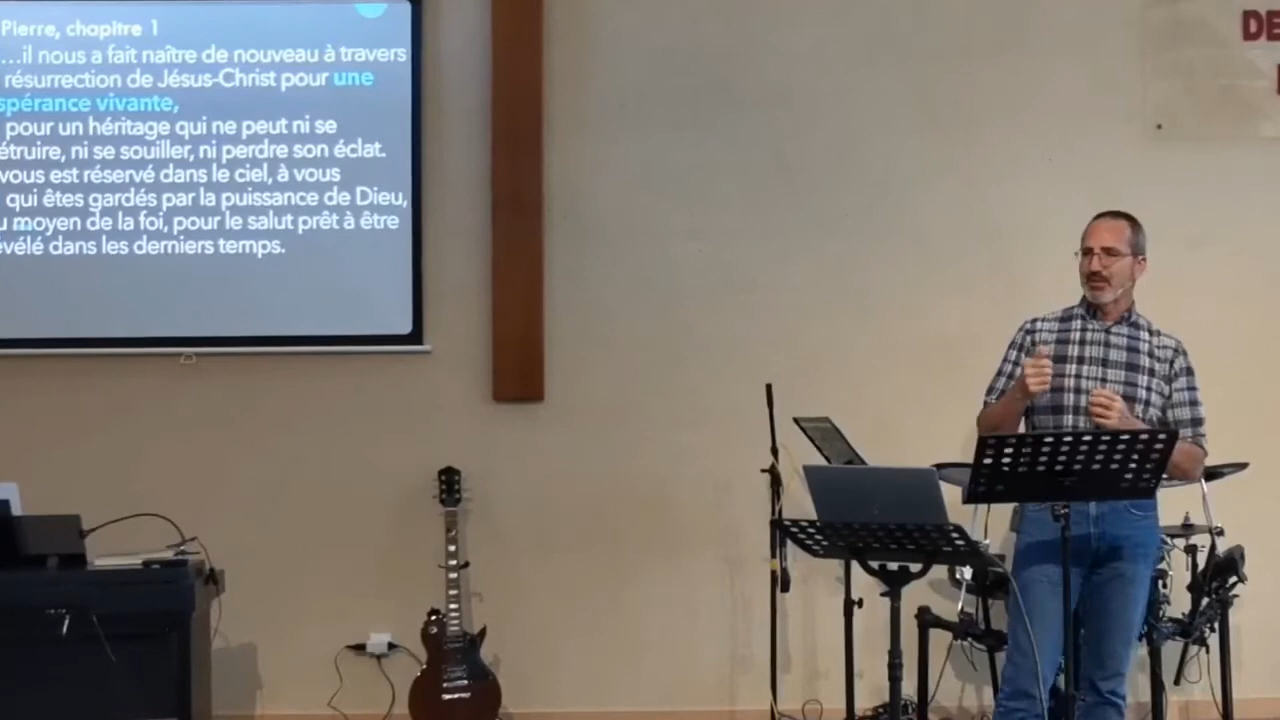 Pierre, chapitre 1
…il nous a fait naître de nouveau à travers
résurrection de Jésus-Christ pour une
spérance vivante,
pour un héritage qui ne peut ni se
étruire, ni se souiller, ni perdre son éclat.
vous est réservé dans le ciel, à vous
qui êtes gardés par la puissance de Dieu,
u moyen de la foi, pour le salut prêt à être
évélé dans les derniers temps.
DE